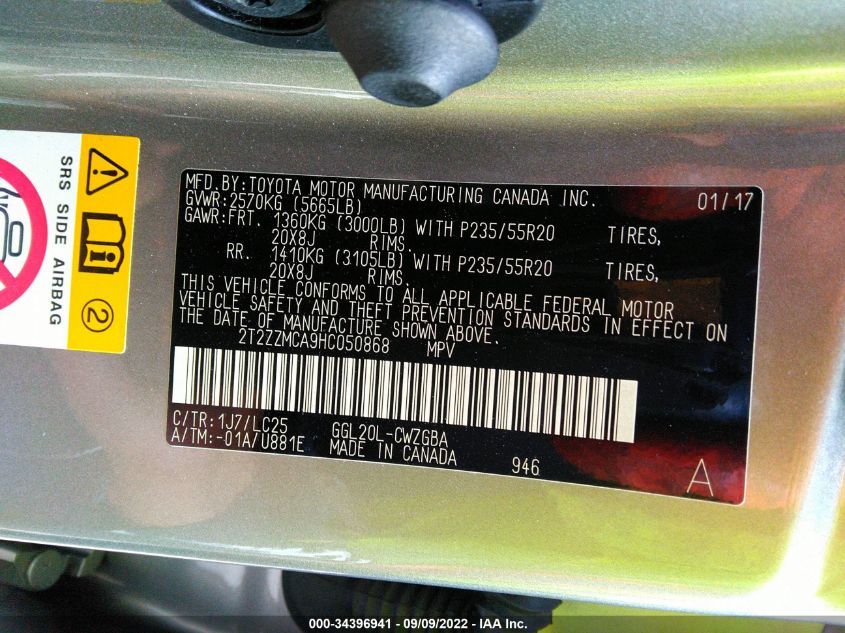 SRS SIDE AIRBAG
2
MFD.BY:TOYOTA MOTOR MANUFACTURING CANADA INC. 01/17
GVWR:2570KG (5665LB)
GAWR:FRT. 1360KG (3000LB) WITH P235/55R20 TIRES,
20X8J RIMS.
RR. 1410KG (3105LB) WITH P235/55R20 TIRES,
20X8J RIMS.
THIS VEHICLE CONFORMS TO ALL APPLICABLE FEDERAL MOTOR
VEHICLE SAFETY AND THEFT PREVENTION STANDARDS IN EFFECT ON
THE DATE OF MANUFACTURE SHOWN ABOVE.
2T2ZZMCA9HC050868 MPV
C/TR:1J7/LC25 GGL20L-CWZGBA
A/TM:-01A/U881E MADE IN CANADA 946 A
000-34396941 - 09/09/2022 - IAA Inc.